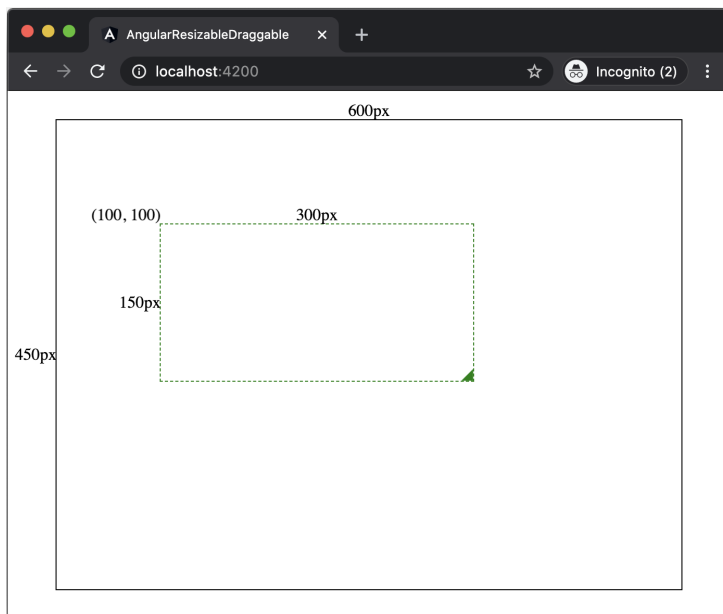 AngularResizableDraggable
localhost:4200
Incognito (2)
600px
(100, 100)
300px
150px
450px